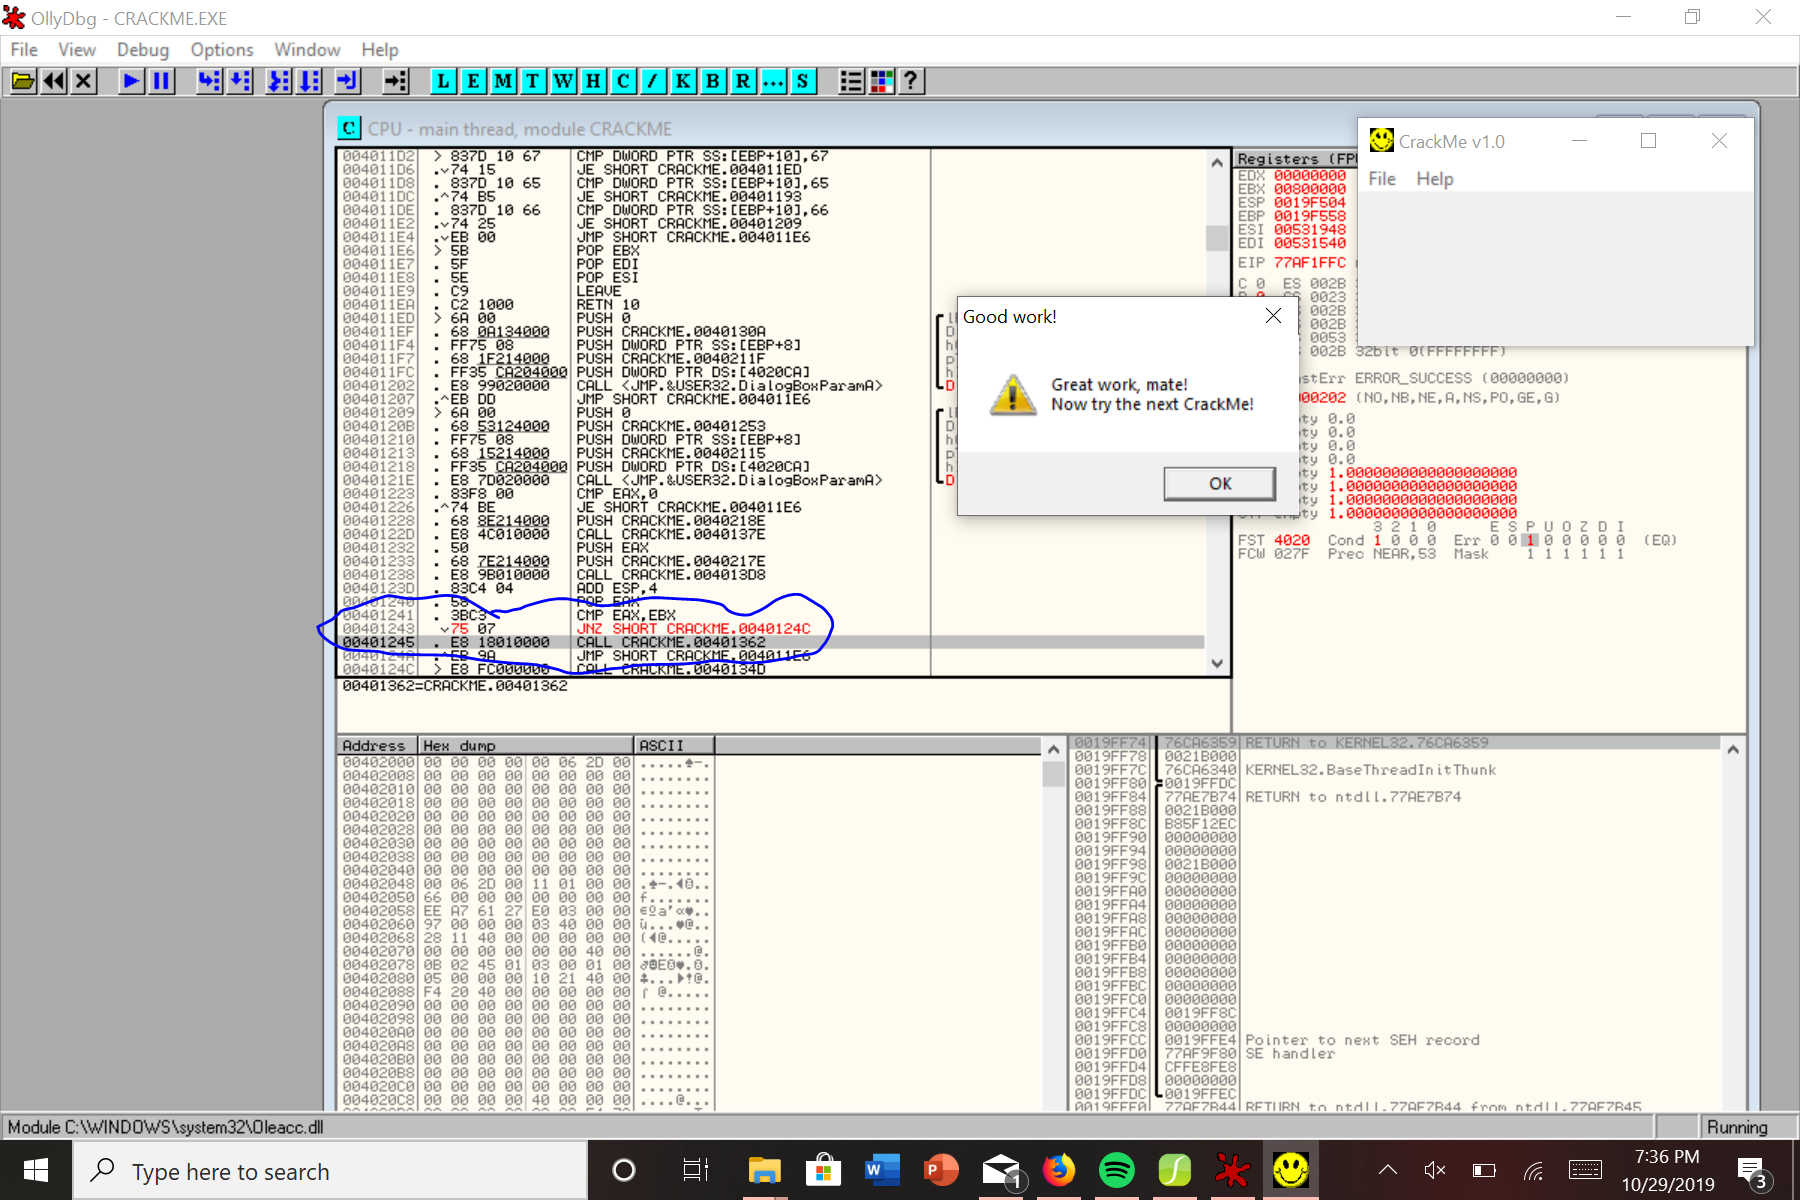 OllyDbg - CRACKME.EXE
File View Debug Options Window Help
L E M T W H C / K B R ... S ?
C CPU - main thread, module CRACKME
004011D2 > 837D 10 67 CMP DWORD PTR SS:[EBP+10],67
004011D6 .v74 15 JE SHORT CRACKME.004011ED
004011D8 . 837D 10 65 CMP DWORD PTR SS:[EBP+10],65
004011DC .^74 B5 JE SHORT CRACKME.00401193
004011DE . 837D 10 66 CMP DWORD PTR SS:[EBP+10],66
004011E2 .v74 25 JE SHORT CRACKME.00401209
004011E4 .vEB 00 JMP SHORT CRACKME.004011E6
004011E6 > 5B POP EBX
004011E7 . 5F POP EDI
004011E8 . 5E POP ESI
004011E9 . C9 LEAVE
004011EA . C2 1000 RETN 10
004011ED > 6A 00 PUSH 0
004011EF . 68 0A134000 PUSH CRACKME.0040130A
004011F4 . FF75 08 PUSH DWORD PTR SS:[EBP+8]
004011F7 . 68 1F214000 PUSH CRACKME.0040211F
004011FC . FF35 CA204000 PUSH DWORD PTR DS:[4020CA]
00401202 . E8 99020000 CALL <JMP.&USER32.DialogBoxParamA>
00401207 .^EB DD JMP SHORT CRACKME.004011E6
00401209 > 6A 00 PUSH 0
0040120B . 68 53124000 PUSH CRACKME.00401253
00401210 . FF75 08 PUSH DWORD PTR SS:[EBP+8]
00401213 . 68 15214000 PUSH CRACKME.00402115
00401218 . FF35 CA204000 PUSH DWORD PTR DS:[4020CA]
0040121E . E8 7D020000 CALL <JMP.&USER32.DialogBoxParamA>
00401223 . 83F8 00 CMP EAX,0
00401226 .^74 BE JE SHORT CRACKME.004011E6
00401228 . 68 8E214000 PUSH CRACKME.0040218E
0040122D . E8 4C010000 CALL CRACKME.0040137E
00401232 . 50 PUSH EAX
00401233 . 68 7E214000 PUSH CRACKME.0040217E
00401238 . E8 9B010000 CALL CRACKME.004013D8
0040123D . 83C4 04 ADD ESP,4
00401240 . 58 POP EAX
00401241 . 3BC3 CMP EAX,EBX
00401243 v75 07 JNZ SHORT CRACKME.0040124C
00401245 . E8 18010000 CALL CRACKME.00401362
0040124A .^EB 9A JMP SHORT CRACKME.004011E6
0040124C > E8 FC000000 CALL CRACKME.0040134D
00401362=CRACKME.00401362
Registers (FPU
EDX 00000000
EBX 00800000
ESP 0019F504
EBP 0019F558
ESI 00531948
EDI 00531540
EIP 77AF1FFC
C 0 ES 002B
002B 32bit 0(FFFFFFFF)
stErr ERROR_SUCCESS (00000000)
00202 (NO,NB,NE,A,NS,PO,GE,G)
ty 0.0
ty 0.0
ty 0.0
ty 0.0
ty 1.0000000000000000000
ty 1.0000000000000000000
ty 1.0000000000000000000
empty 1.0000000000000000000
3 2 1 0 E S P U O Z D I
FST 4020 Cond 1 0 0 0 Err 0 0 1 0 0 0 0 0 (EQ)
FCW 027F Prec NEAR,53 Mask 1 1 1 1 1 1
CrackMe v1.0
File Help
Good work!
Great work, mate!
Now try the next CrackMe!
OK
Address Hex dump ASCII
00402000 00 00 00 00 00 06 2D 00
00402008 00 00 00 00 00 00 00 00
00402010 00 00 00 00 00 00 00 00
00402018 00 00 00 00 00 00 00 00
00402020 00 00 00 00 00 00 00 00
00402028 00 00 00 00 00 00 00 00
00402030 00 00 00 00 00 00 00 00
00402038 00 00 00 00 00 00 00 00
00402040 00 00 00 00 00 00 00 00
00402048 00 06 2D 00 11 01 00 00
00402050 66 00 00 00 00 00 00 00 f.......
00402058 EE A7 61 27 E0 03 00 00
00402060 97 00 00 00 03 40 00 00
00402068 28 11 40 00 00 00 00 00
00402070 00 00 00 00 00 00 40 00 ......@.
00402078 0B 02 45 01 03 00 01 00
00402080 05 00 00 00 10 21 40 00
00402088 F4 20 40 00 00 00 00 00
00402090 00 00 00 00 00 00 00 00
00402098 00 00 00 00 00 00 00 00
004020A0 00 00 00 00 00 00 00 00
004020A8 00 00 00 00 00 00 00 00
004020B0 00 00 00 00 00 00 00 00
004020B8 00 00 00 00 00 00 00 00
004020C0 00 00 00 00 00 00 00 00
004020C8 00 00 00 00 40 00 00 00 ....@...
0019FF74 76CA6359 RETURN to KERNEL32.76CA6359
0019FF78 0021B000
0019FF7C 76CA6340 KERNEL32.BaseThreadInitThunk
0019FF80 0019FFDC
0019FF84 77AE7B74 RETURN to ntdll.77AE7B74
0019FF88 0021B000
0019FF8C B85F12EC
0019FF90 00000000
0019FF94 00000000
0019FF98 0021B000
0019FF9C 00000000
0019FFA0 00000000
0019FFA4 00000000
0019FFA8 00000000
0019FFAC 00000000
0019FFB0 00000000
0019FFB4 00000000
0019FFB8 00000000
0019FFBC 00000000
0019FFC0 00000000
0019FFC4 0019FF8C
0019FFC8 00000000
0019FFCC 0019FFE4 Pointer to next SEH record
0019FFD0 77AF9F80 SE handler
0019FFD4 CFFE8FE8
0019FFD8 00000000
0019FFDC 0019FFEC
0019FFE0 77AE7B44 RETURN to ntdll.77AE7B44 from ntdll.77AE7B45
Module C:\WINDOWS\system32\Oleacc.dll
Running
Type here to search
1
7:36 PM
10/29/2019
3